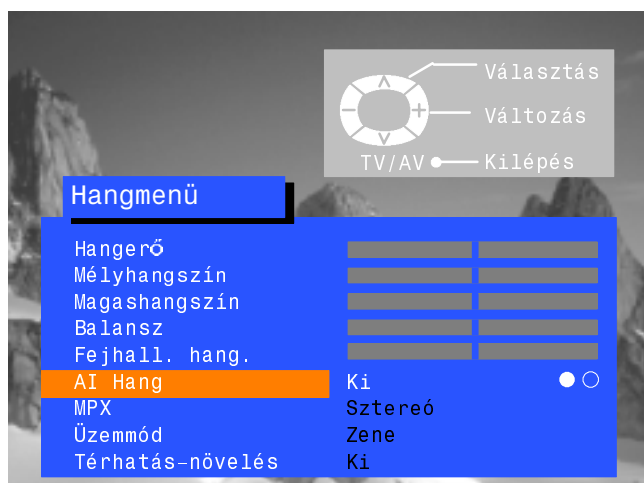 Választás
Változás
TV/AV Kilépés
Hangmenü
Hangerő
Mélyhangszín
Magashangszín
Balansz
Fejhall. hang.
AI Hang Ki
MPX Sztereó
Üzemmód Zene
Térhatás–növelés Ki